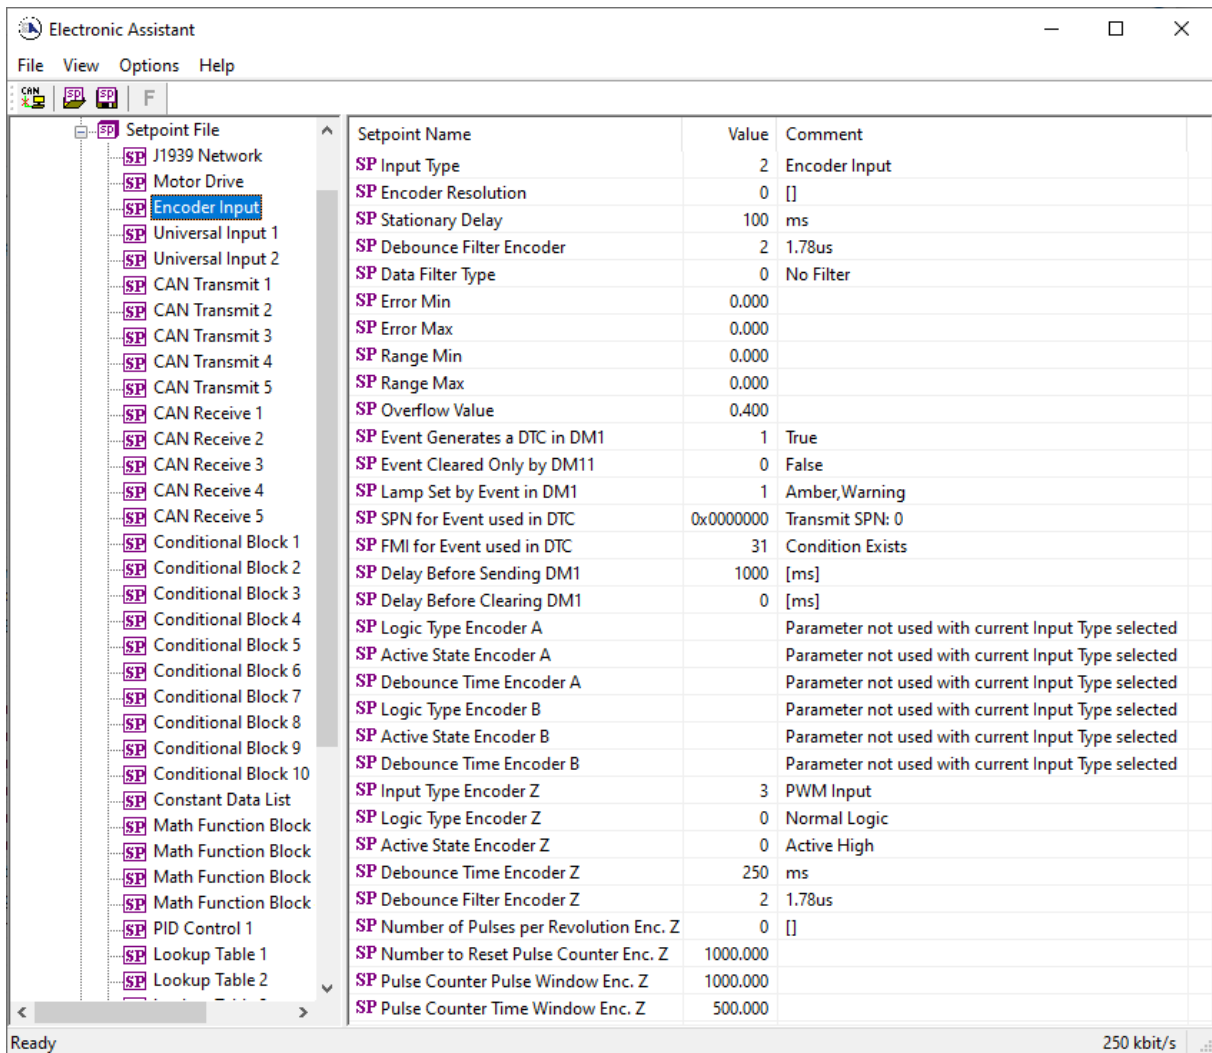 Electronic Assistant
File View Options Help
CAN SP SP F
Setpoint File
SP J1939 Network
SP Motor Drive
SP Encoder Input
SP Universal Input 1
SP Universal Input 2
SP CAN Transmit 1
SP CAN Transmit 2
SP CAN Transmit 3
SP CAN Transmit 4
SP CAN Transmit 5
SP CAN Receive 1
SP CAN Receive 2
SP CAN Receive 3
SP CAN Receive 4
SP CAN Receive 5
SP Conditional Block 1
SP Conditional Block 2
SP Conditional Block 3
SP Conditional Block 4
SP Conditional Block 5
SP Conditional Block 6
SP Conditional Block 7
SP Conditional Block 8
SP Conditional Block 9
SP Conditional Block 10
SP Constant Data List
SP Math Function Block
SP Math Function Block
SP Math Function Block
SP Math Function Block
SP PID Control 1
SP Lookup Table 1
SP Lookup Table 2
Setpoint Name Value Comment
SP Input Type 2 Encoder Input
SP Encoder Resolution 0 []
SP Stationary Delay 100 ms
SP Debounce Filter Encoder 2 1.78us
SP Data Filter Type 0 No Filter
SP Error Min 0.000
SP Error Max 0.000
SP Range Min 0.000
SP Range Max 0.000
SP Overflow Value 0.400
SP Event Generates a DTC in DM1 1 True
SP Event Cleared Only by DM11 0 False
SP Lamp Set by Event in DM1 1 Amber,Warning
SP SPN for Event used in DTC 0x0000000 Transmit SPN: 0
SP FMI for Event used in DTC 31 Condition Exists
SP Delay Before Sending DM1 1000 [ms]
SP Delay Before Clearing DM1 0 [ms]
SP Logic Type Encoder A Parameter not used with current Input Type selected
SP Active State Encoder A Parameter not used with current Input Type selected
SP Debounce Time Encoder A Parameter not used with current Input Type selected
SP Logic Type Encoder B Parameter not used with current Input Type selected
SP Active State Encoder B Parameter not used with current Input Type selected
SP Debounce Time Encoder B Parameter not used with current Input Type selected
SP Input Type Encoder Z 3 PWM Input
SP Logic Type Encoder Z 0 Normal Logic
SP Active State Encoder Z 0 Active High
SP Debounce Time Encoder Z 250 ms
SP Debounce Filter Encoder Z 2 1.78us
SP Number of Pulses per Revolution Enc. Z 0 []
SP Number to Reset Pulse Counter Enc. Z 1000.000
SP Pulse Counter Pulse Window Enc. Z 1000.000
SP Pulse Counter Time Window Enc. Z 500.000
Ready 250 kbit/s